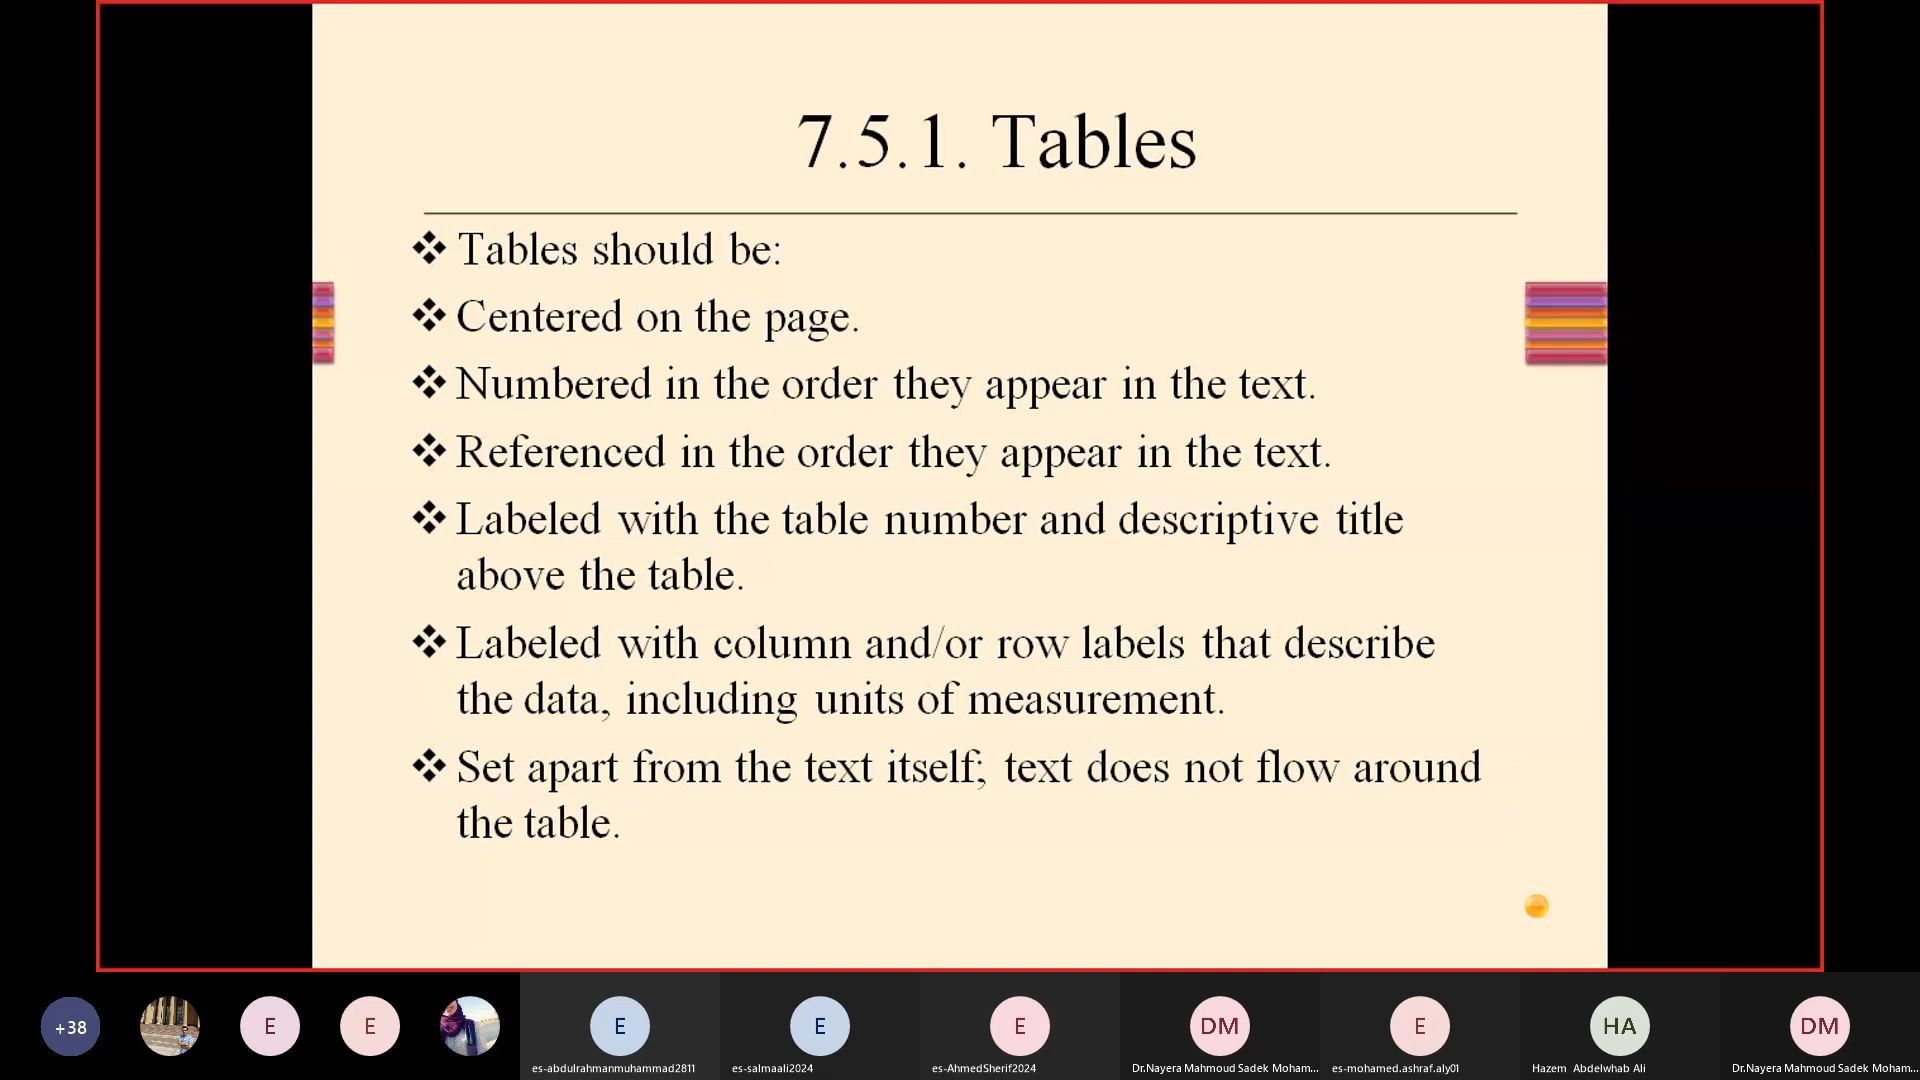 7.5.1. Tables
❖ Tables should be:
❖ Centered on the page.
❖ Numbered in the order they appear in the text.
❖ Referenced in the order they appear in the text.
❖ Labeled with the table number and descriptive title
above the table.
❖ Labeled with column and/or row labels that describe
the data, including units of measurement.
❖ Set apart from the text itself; text does not flow around
the table.
+38
E
E
E
E
E
DM
E
HA
DM
es-abdulrahmanmuhammad2811
es-salmaali2024
es-AhmedSherif2024
Dr.Nayera Mahmoud Sadek Moham...
es-mohamed.ashraf.aly01
Hazem Abdelwhab Ali
Dr.Nayera Mahmoud Sadek Moham...